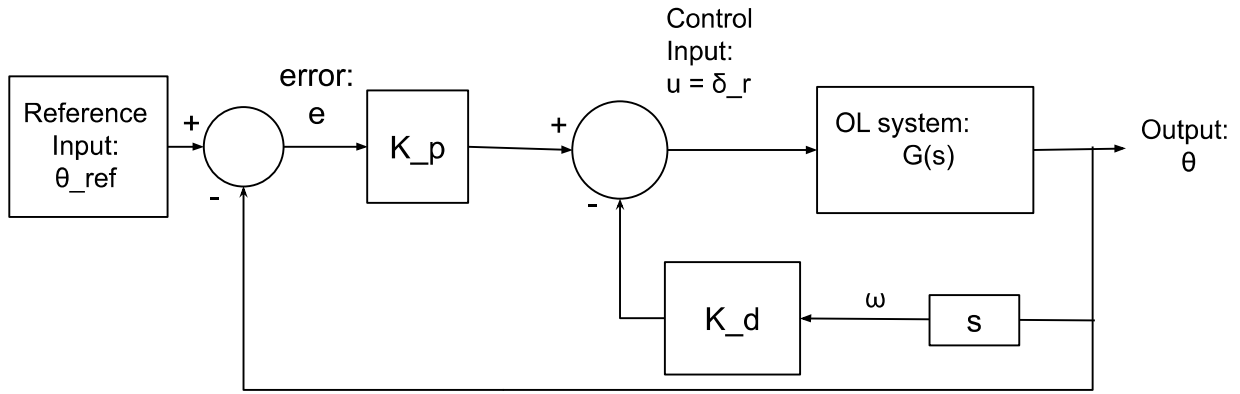 Control
Input:
u = δ_r
error:
e
Reference
Input:
θ_ref
+
-
K_p
+
-
OL system:
G(s)
Output:
θ
K_d
ω
s